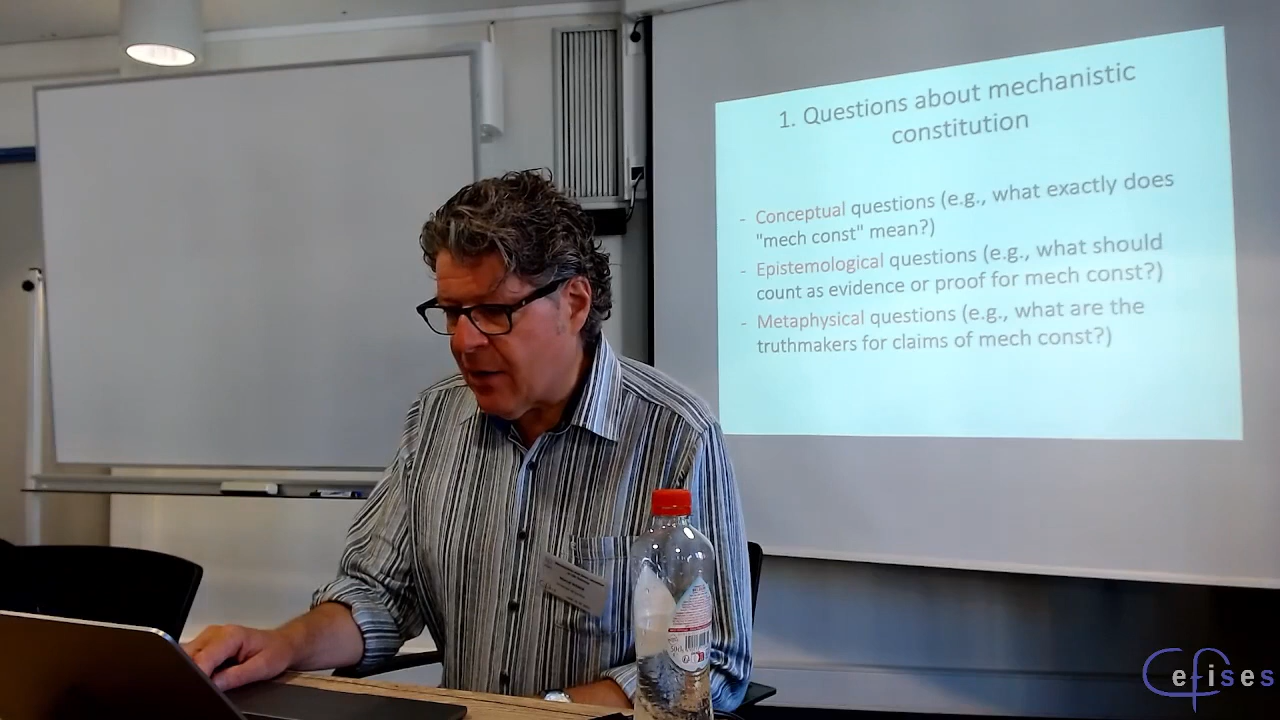 1. Questions about mechanistic
constitution
- Conceptual questions (e.g., what exactly does
"mech const" mean?)
- Epistemological questions (e.g., what should
count as evidence or proof for mech const?)
- Metaphysical questions (e.g., what are the
truthmakers for claims of mech const?)
Cefises